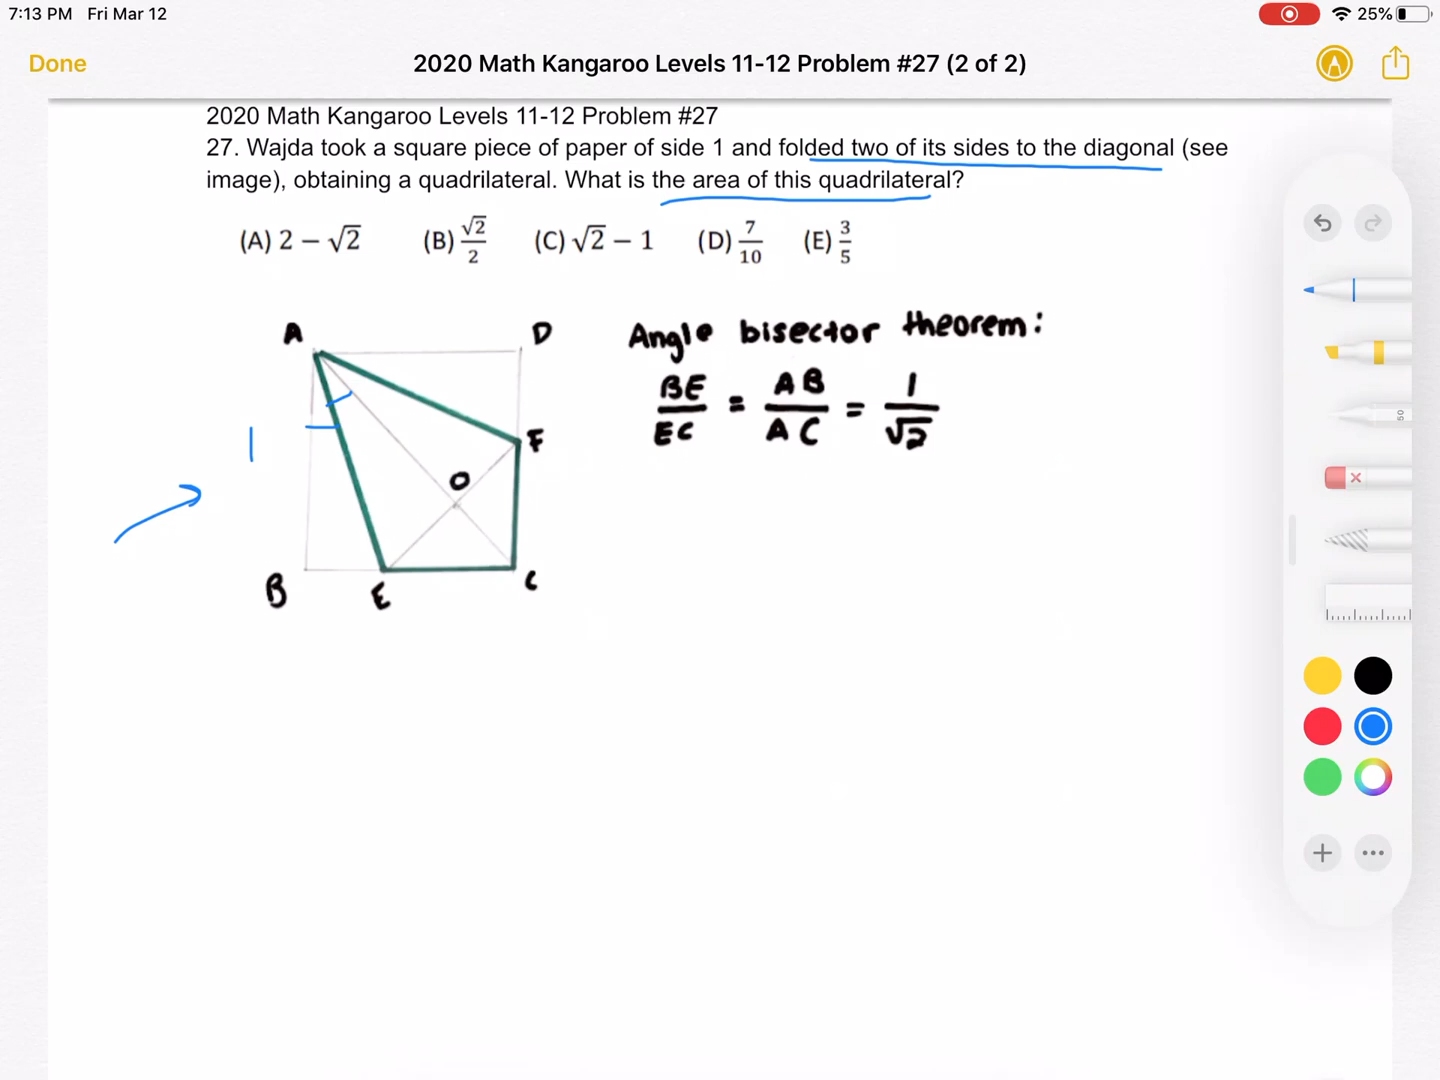 7:13 PM Fri Mar 12
25%
Done
2020 Math Kangaroo Levels 11-12 Problem #27 (2 of 2)
2020 Math Kangaroo Levels 11-12 Problem #27
27. Wajda took a square piece of paper of side 1 and folded two of its sides to the diagonal (see
image), obtaining a quadrilateral. What is the area of this quadrilateral?
(A) 2 − √2 (B) √2/2 (C) √2 − 1 (D) 7/10 (E) 3/5
A D
Angle bisector theorem:
BE/EC = AB/AC = 1/√2
1
F
O
B E C
50